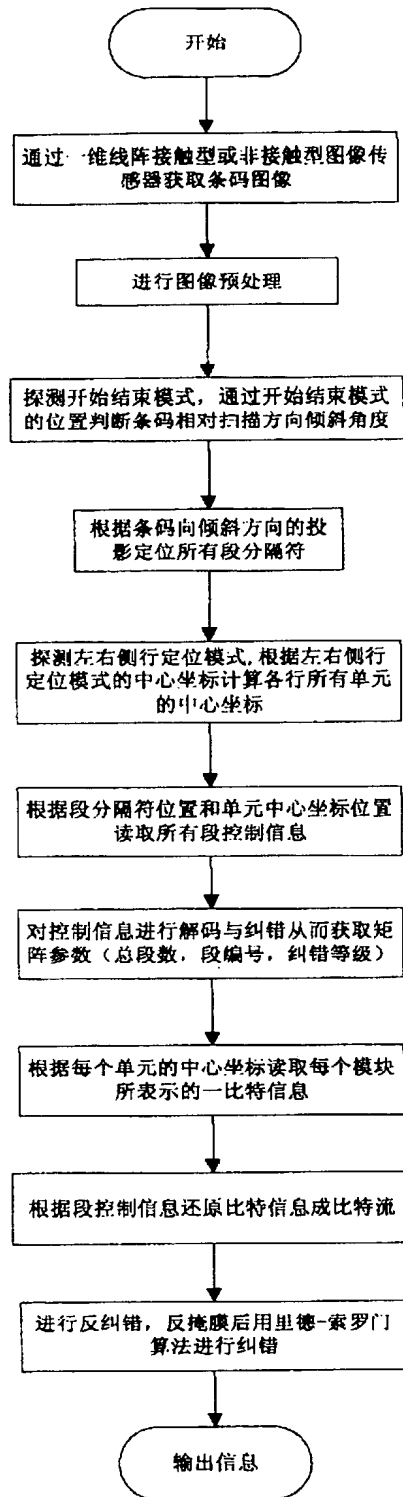 开始
通过一维线阵接触型或非接触型图像传
感器获取条码图像
进行图像预处理
探测开始结束模式，通过开始结束模式
的位置判断条码相对扫描方向倾斜角度
根据条码向倾斜方向的投
影定位所有段分隔符
探测左右侧行定位模式,根据左右侧行
定位模式的中心坐标计算各行所有单元
的中心坐标
根据段分隔符位置和单元中心坐标位置
读取所有段控制信息
对控制信息进行解码与纠错从而获取矩
阵参数（总段数，段编号，纠错等级）
根据每个单元的中心坐标读取每个模块
所表示的一比特信息
根据段控制信息还原比特信息成比特流
进行反纠错，反掩膜后用里德-索罗门
算法进行纠错
输出信息